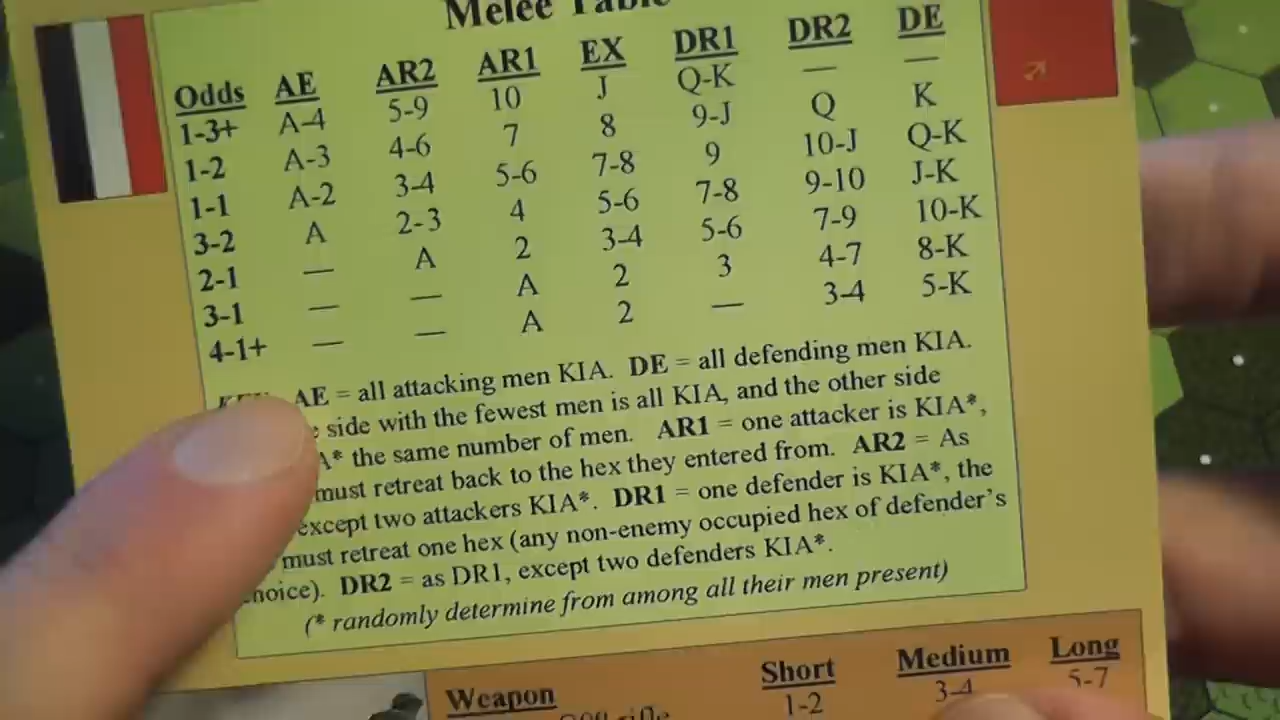 Melee Table
Odds AE AR2 AR1 EX DR1 DR2 DE
1-3+ A-4 5-9 10 J Q-K — —
1-2 A-3 4-6 7 8 9-J Q K
1-1 A-2 3-4 5-6 7-8 9 10-J Q-K
3-2 A 2-3 4 5-6 7-8 9-10 J-K
2-1 — A 2 3-4 5-6 7-9 10-K
3-1 — — A 2 3 4-7 8-K
4-1+ — — A 2 — 3-4 5-K
AE = all attacking men KIA. DE = all defending men KIA.
side with the fewest men is all KIA, and the other side
the same number of men. AR1 = one attacker is KIA*,
must retreat back to the hex they entered from. AR2 = As
except two attackers KIA*. DR1 = one defender is KIA*, the
must retreat one hex (any non-enemy occupied hex of defender's
hoice). DR2 = as DR1, except two defenders KIA*.
(* randomly determine from among all their men present)
Weapon Short Medium Long
rifle 1-2 3-4 5-7